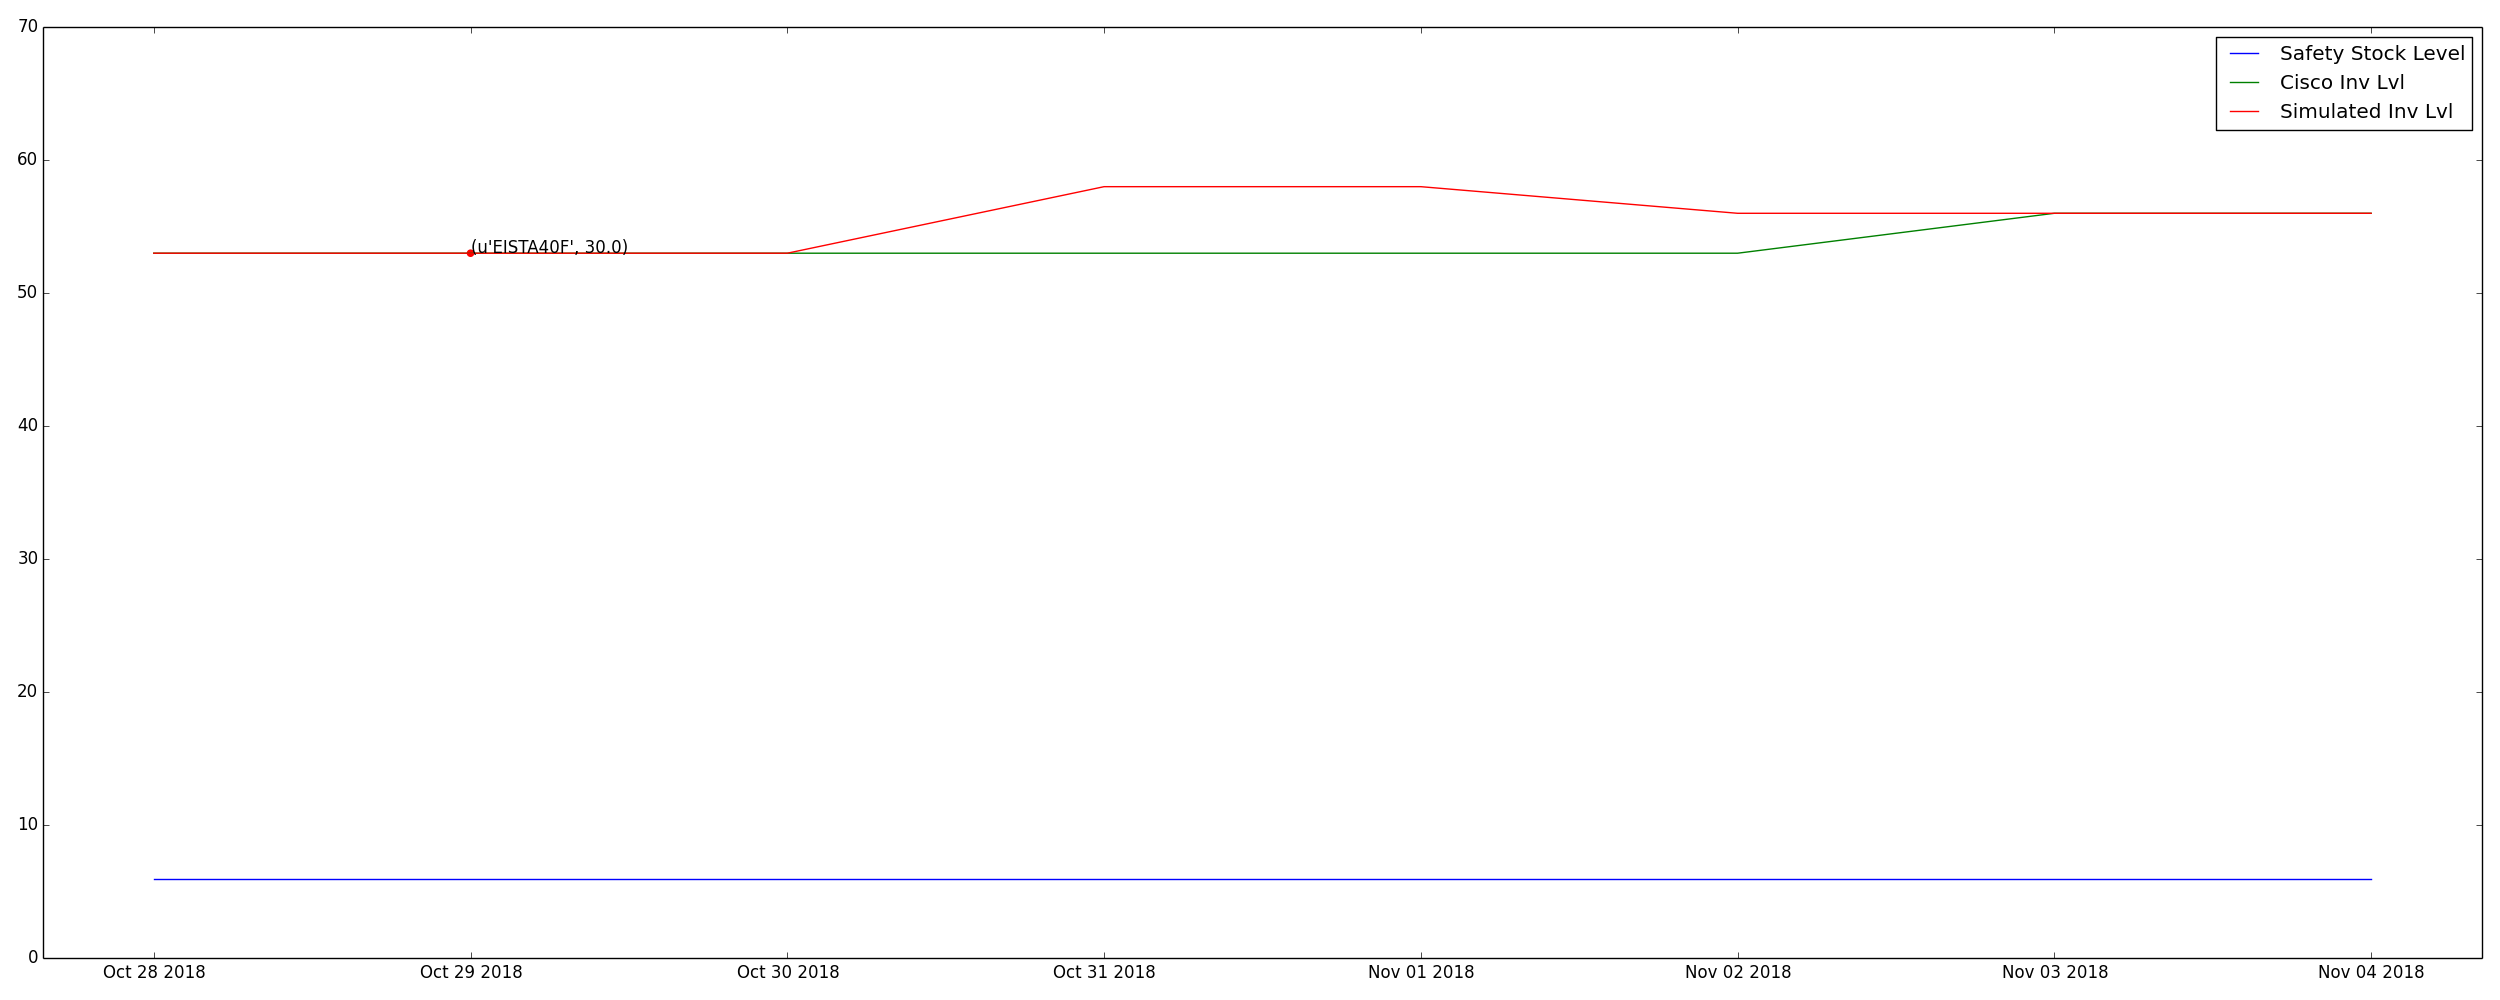 70
60
50
40
30
20
10
0
Safety Stock Level
Cisco Inv Lvl
Simulated Inv Lvl
(u'EISTA40F', 30.0)
Oct 28 2018
Oct 29 2018
Oct 30 2018
Oct 31 2018
Nov 01 2018
Nov 02 2018
Nov 03 2018
Nov 04 2018